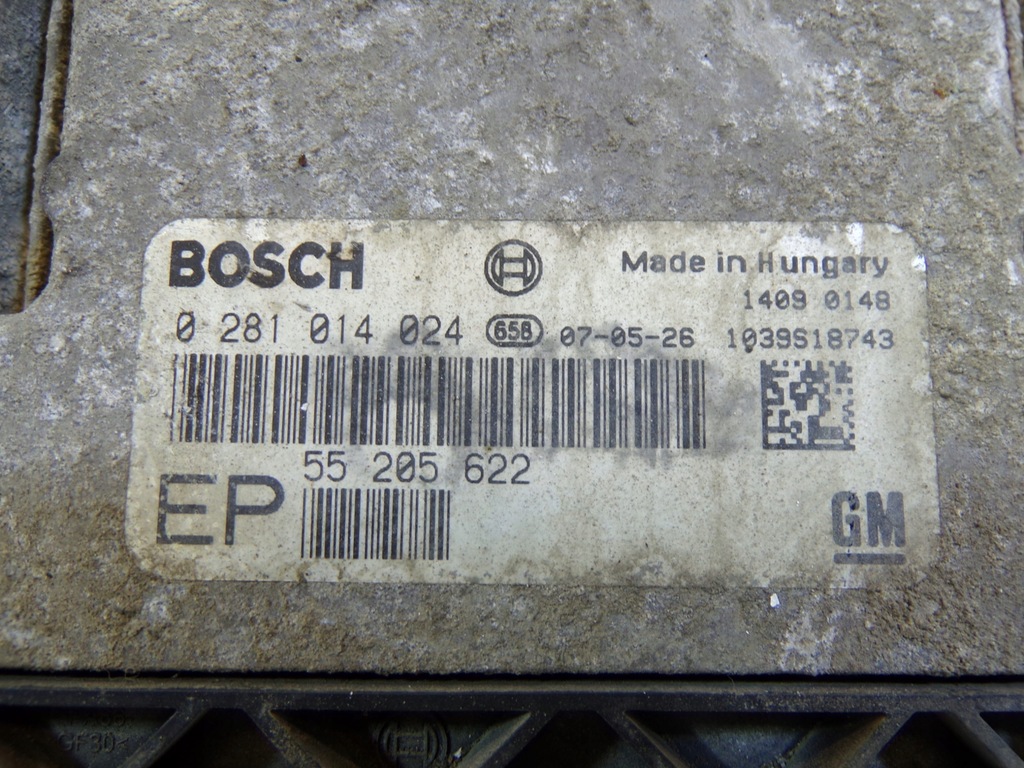 BOSCH Made in Hungary
1409 0148
0 281 014 024 658 07-05-26 1039S18743
55 205 622
EP
GM